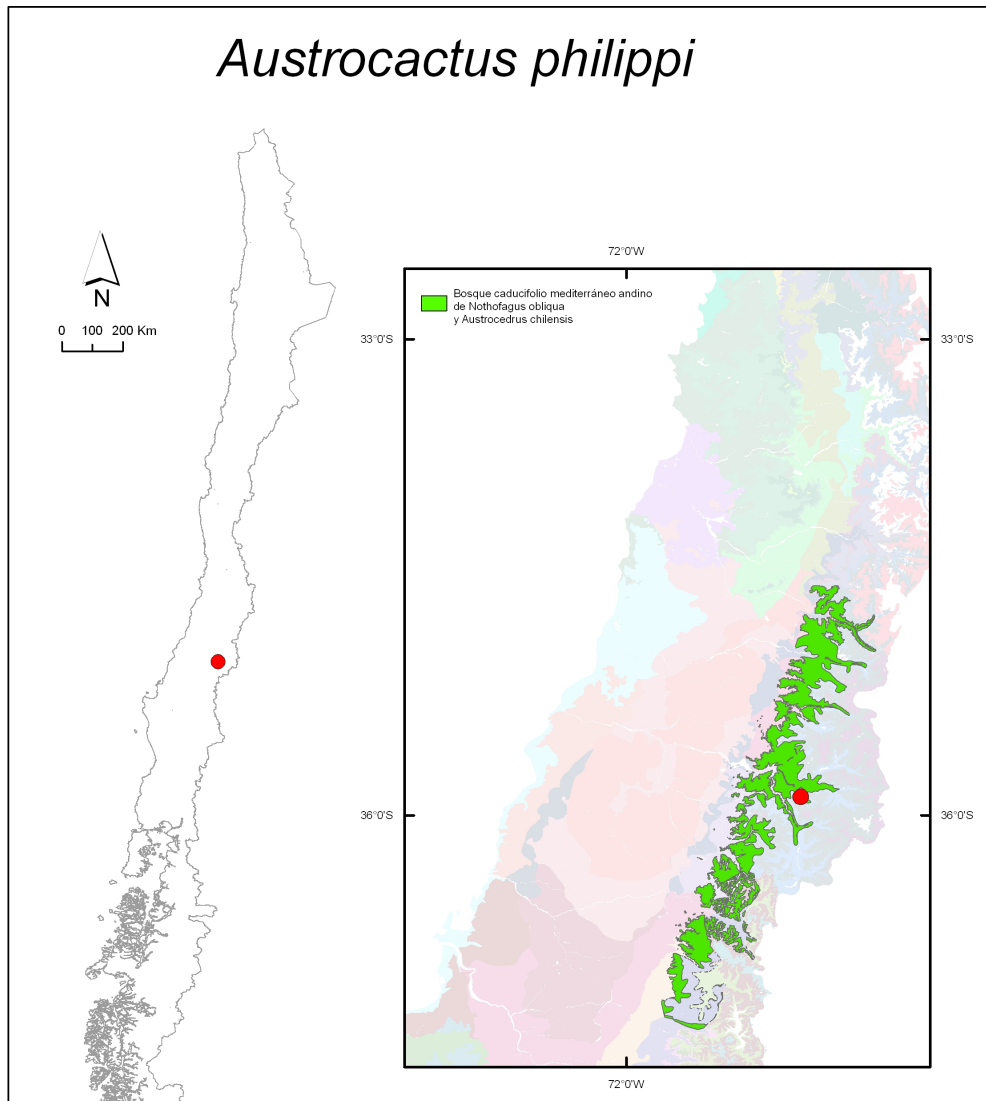 Austrocactus philippi
N
0 100 200 Km
72°0'W
Bosque caducifolio mediterráneo andino
de Nothofagus obliqua
y Austrocedrus chilensis
33°0'S
33°0'S
36°0'S
36°0'S
72°0'W